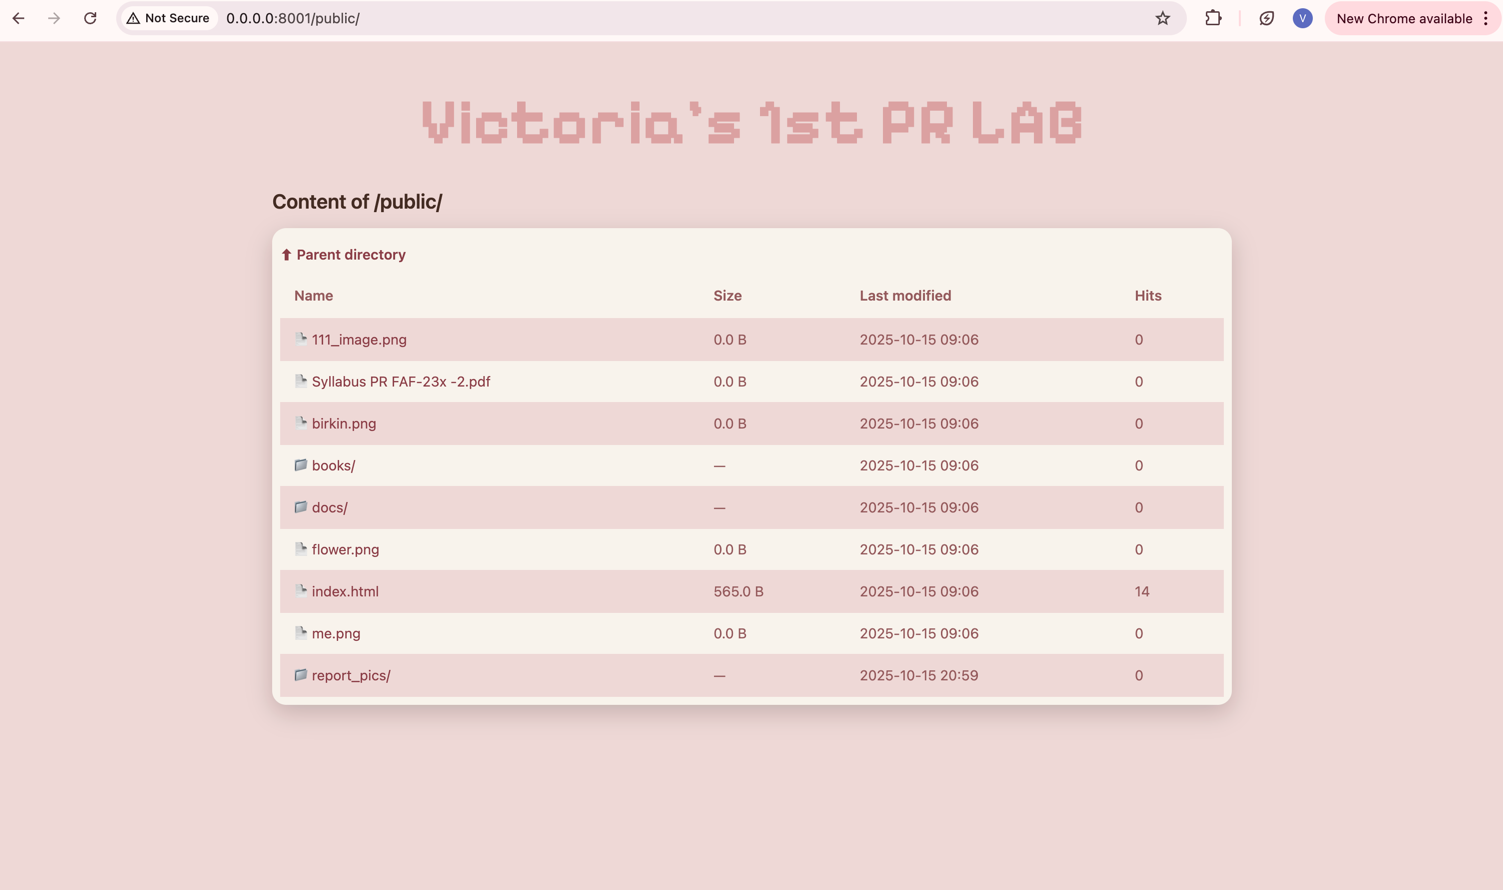 Not Secure 0.0.0.0:8001/public/ V New Chrome available
Victoria's 1st PR LAB
Content of /public/
⬆ Parent directory
Name Size Last modified Hits
111_image.png 0.0 B 2025-10-15 09:06 0
Syllabus PR FAF-23x -2.pdf 0.0 B 2025-10-15 09:06 0
birkin.png 0.0 B 2025-10-15 09:06 0
books/ — 2025-10-15 09:06 0
docs/ — 2025-10-15 09:06 0
flower.png 0.0 B 2025-10-15 09:06 0
index.html 565.0 B 2025-10-15 09:06 14
me.png 0.0 B 2025-10-15 09:06 0
report_pics/ — 2025-10-15 20:59 0